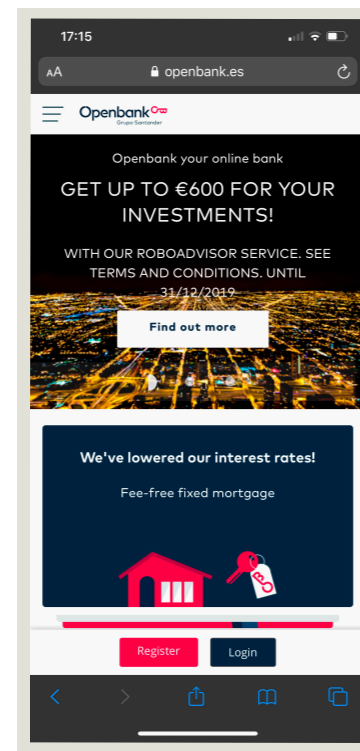 17:15
AA openbank.es
Openbank
Grupo Santander
Openbank your online bank
GET UP TO €600 FOR YOUR
INVESTMENTS!
WITH OUR ROBOADVISOR SERVICE. SEE
TERMS AND CONDITIONS. UNTIL
31/12/2019
Find out more
We've lowered our interest rates!
Fee-free fixed mortgage
Register
Login